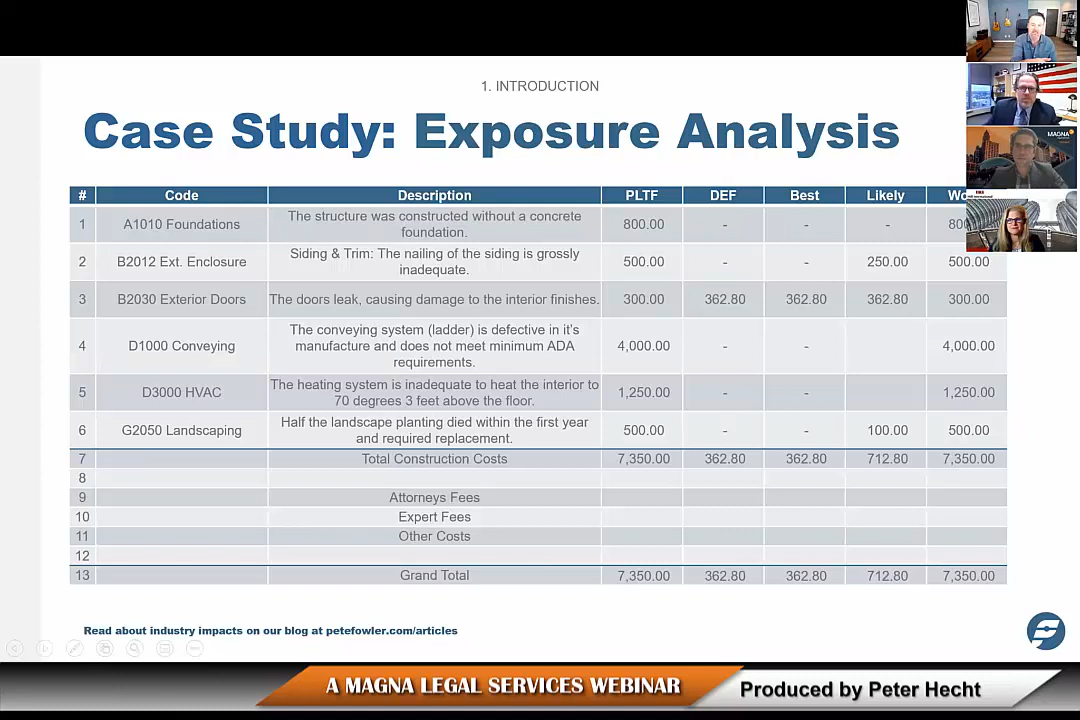 1. INTRODUCTION
Case Study: Exposure Analysis
# Code Description PLTF DEF Best Likely
1 A1010 Foundations The structure was constructed without a concrete foundation. 800.00 - - -
2 B2012 Ext. Enclosure Siding & Trim: The nailing of the siding is grossly inadequate. 500.00 - - 250.00 500.00
3 B2030 Exterior Doors The doors leak, causing damage to the interior finishes. 300.00 362.80 362.80 362.80 300.00
4 D1000 Conveying The conveying system (ladder) is defective in it's manufacture and does not meet minimum ADA requirements. 4,000.00 - - 4,000.00
5 D3000 HVAC The heating system is inadequate to heat the interior to 70 degrees 3 feet above the floor. 1,250.00 - - 1,250.00
6 G2050 Landscaping Half the landscape planting died within the first year and required replacement. 500.00 - - 100.00 500.00
7 Total Construction Costs 7,350.00 362.80 362.80 712.80 7,350.00
8
9 Attorneys Fees
10 Expert Fees
11 Other Costs
12
13 Grand Total 7,350.00 362.80 362.80 712.80 7,350.00
Read about industry impacts on our blog at petefowler.com/articles
MAGNA
A MAGNA LEGAL SERVICES WEBINAR
Produced by Peter Hecht